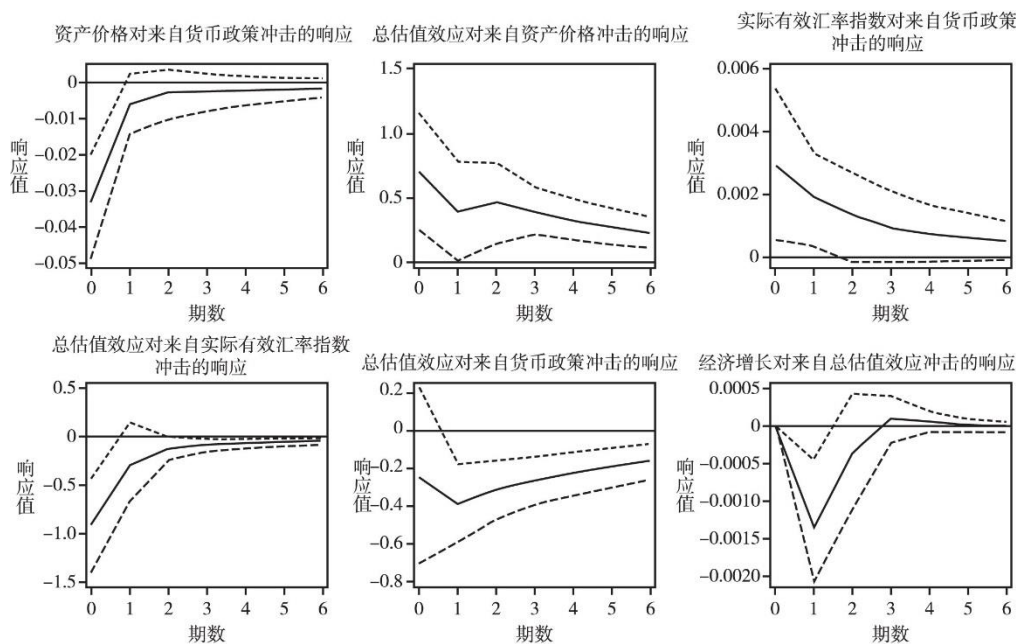 资产价格对来自货币政策冲击的响应
0
−0.01
−0.02
−0.03
−0.04
−0.05
响应值
0 1 2 3 4 5 6
期数
总估值效应对来自资产价格冲击的响应
1.5
1.0
0.5
0
响应值
0 1 2 3 4 5 6
期数
实际有效汇率指数对来自货币政策
冲击的响应
0.006
0.004
0.002
0
响应值
0 1 2 3 4 5 6
期数
总估值效应对来自实际有效汇率指数
冲击的响应
0.5
0
−0.5
−1.0
−1.5
响应值
0 1 2 3 4 5 6
期数
总估值效应对来自货币政策冲击的响应
0.2
0
−0.2
−0.4
−0.6
−0.8
响应值
0 1 2 3 4 5 6
期数
经济增长对来自总估值效应冲击的响应
0.0005
0.000
−0.0005
−0.0010
−0.0015
−0.0020
响应值
0 1 2 3 4 5 6
期数